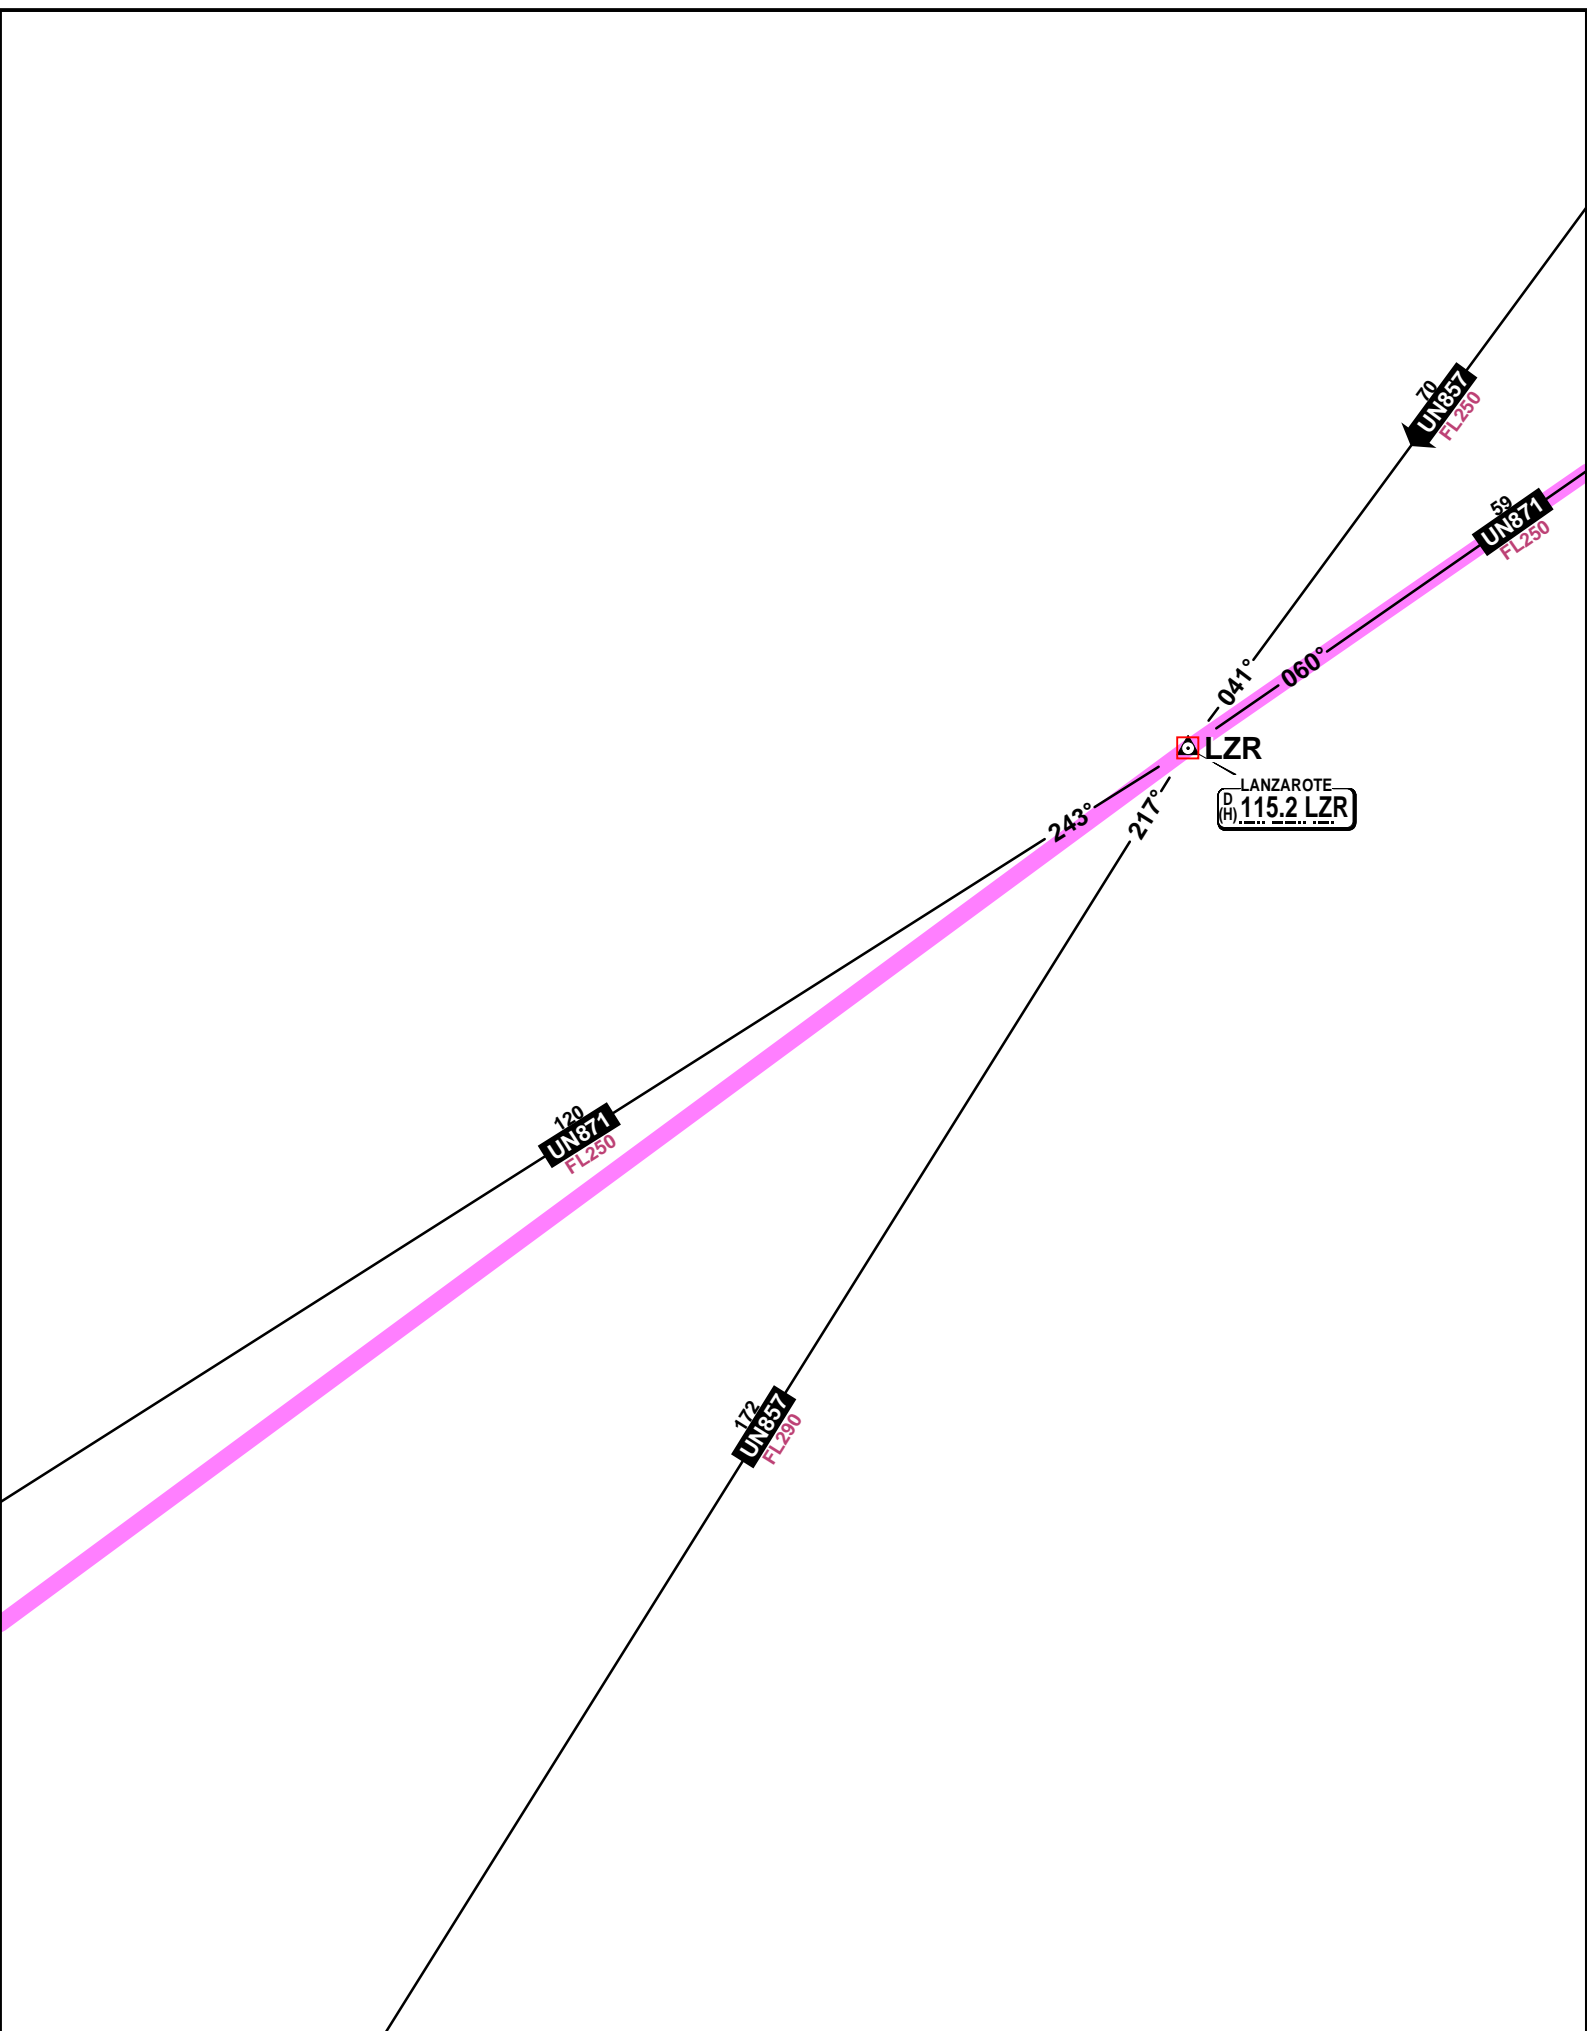 70
UN857
FL250
59
UN871
FL250
041°
060°
LZR
LANZAROTE
D
(H) 115.2 LZR
243°
217°
120
UN871
FL250
172
UN857
FL290